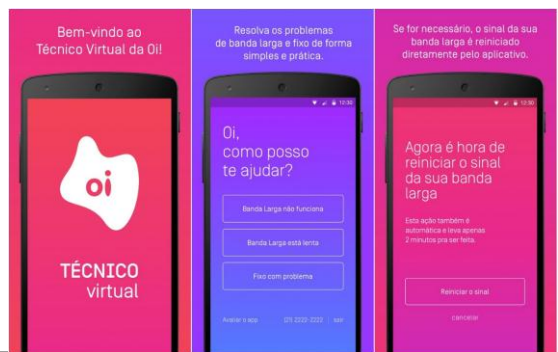 Bem-vindo ao
Técnico Virtual da Oi!
oi
TÉCNICO
virtual
Resolva os problemas
de banda larga e fixo de forma
simples e prática.
12:30
Oi,
como posso
te ajudar?
Banda Larga não funciona
Banda Larga está lenta
Fixo com problema
Avaliar o app
(21) 2222-2222 | sair
Se for necessário, o sinal da sua
banda larga é reiniciado
diretamente pelo aplicativo.
12:30
Agora é hora de
reiniciar o sinal
da sua banda
larga
Esta ação também é
automática e leva apenas
2 minutos pra ser feita.
Reiniciar o sinal
cancelar